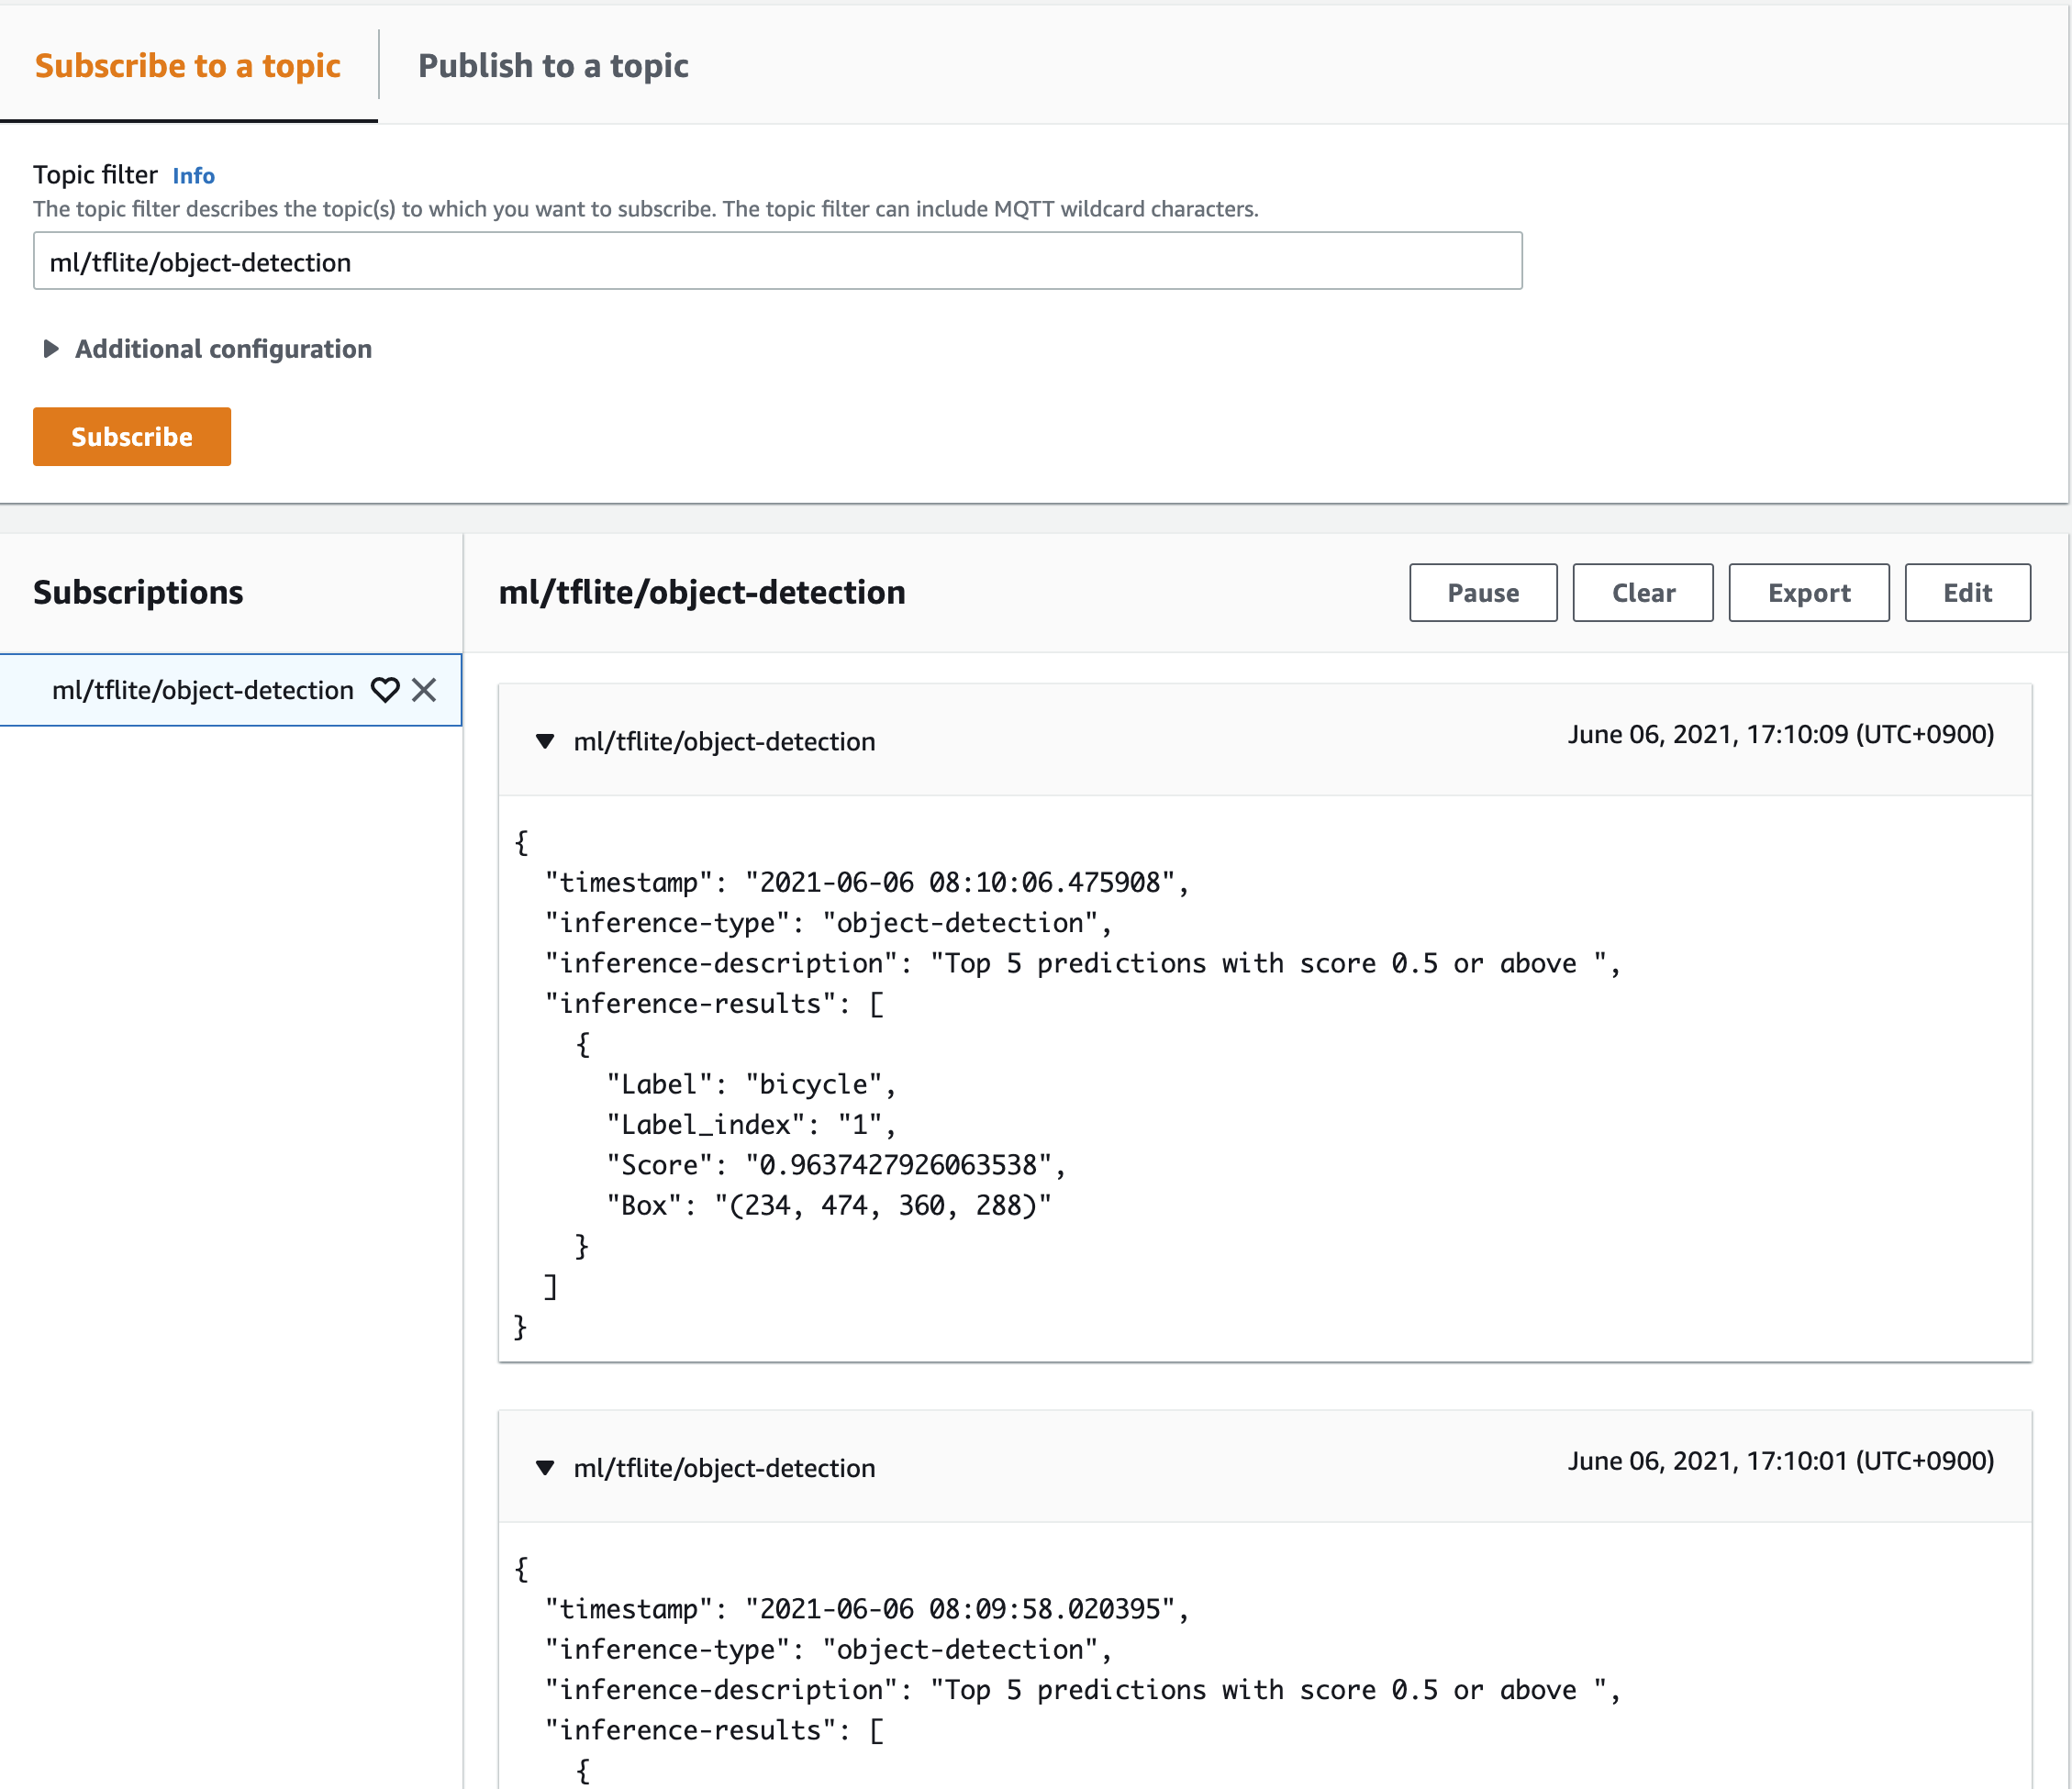 Subscribe to a topic
Publish to a topic
Topic filter Info
The topic filter describes the topic(s) to which you want to subscribe. The topic filter can include MQTT wildcard characters.
ml/tflite/object-detection
Additional configuration
Subscribe
Subscriptions
ml/tflite/object-detection
ml/tflite/object-detection
Pause
Clear
Export
Edit
ml/tflite/object-detection
June 06, 2021, 17:10:09 (UTC+0900)
{
"timestamp": "2021-06-06 08:10:06.475908",
"inference-type": "object-detection",
"inference-description": "Top 5 predictions with score 0.5 or above ",
"inference-results": [
{
"Label": "bicycle",
"Label_index": "1",
"Score": "0.9637427926063538",
"Box": "(234, 474, 360, 288)"
}
]
}
ml/tflite/object-detection
June 06, 2021, 17:10:01 (UTC+0900)
{
"timestamp": "2021-06-06 08:09:58.020395",
"inference-type": "object-detection",
"inference-description": "Top 5 predictions with score 0.5 or above ",
"inference-results": [
{